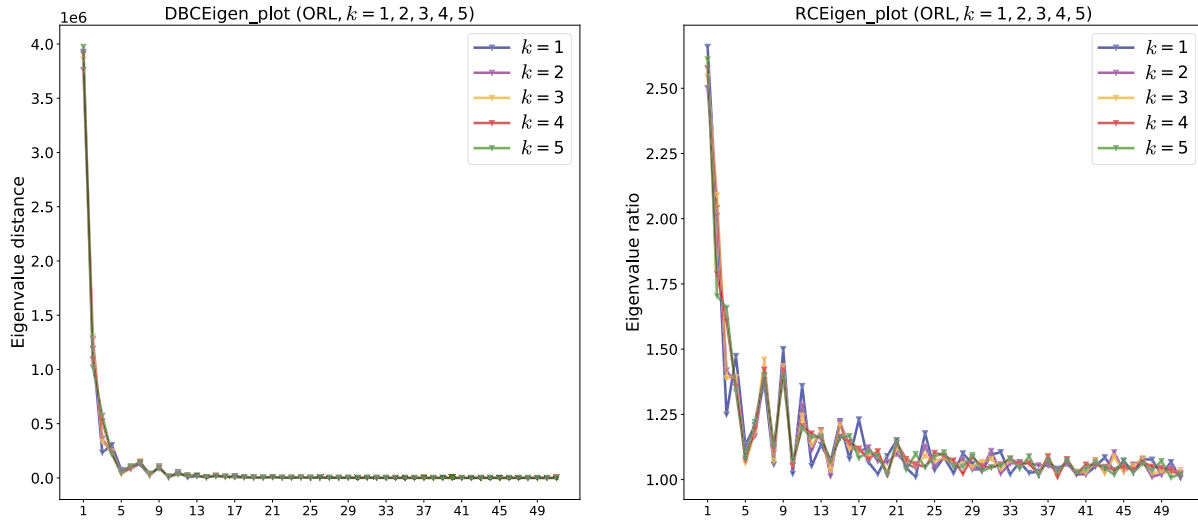 DBCEigen_plot (ORL, k = 1, 2, 3, 4, 5)
1e6
Eigenvalue distance
4.0
3.5
3.0
2.5
2.0
1.5
1.0
0.5
0.0
1 5 9 13 17 21 25 29 33 37 41 45 49
k = 1
k = 2
k = 3
k = 4
k = 5
RCEigen_plot (ORL, k = 1, 2, 3, 4, 5)
Eigenvalue ratio
2.50
2.25
2.00
1.75
1.50
1.25
1.00
1 5 9 13 17 21 25 29 33 37 41 45 49
k = 1
k = 2
k = 3
k = 4
k = 5